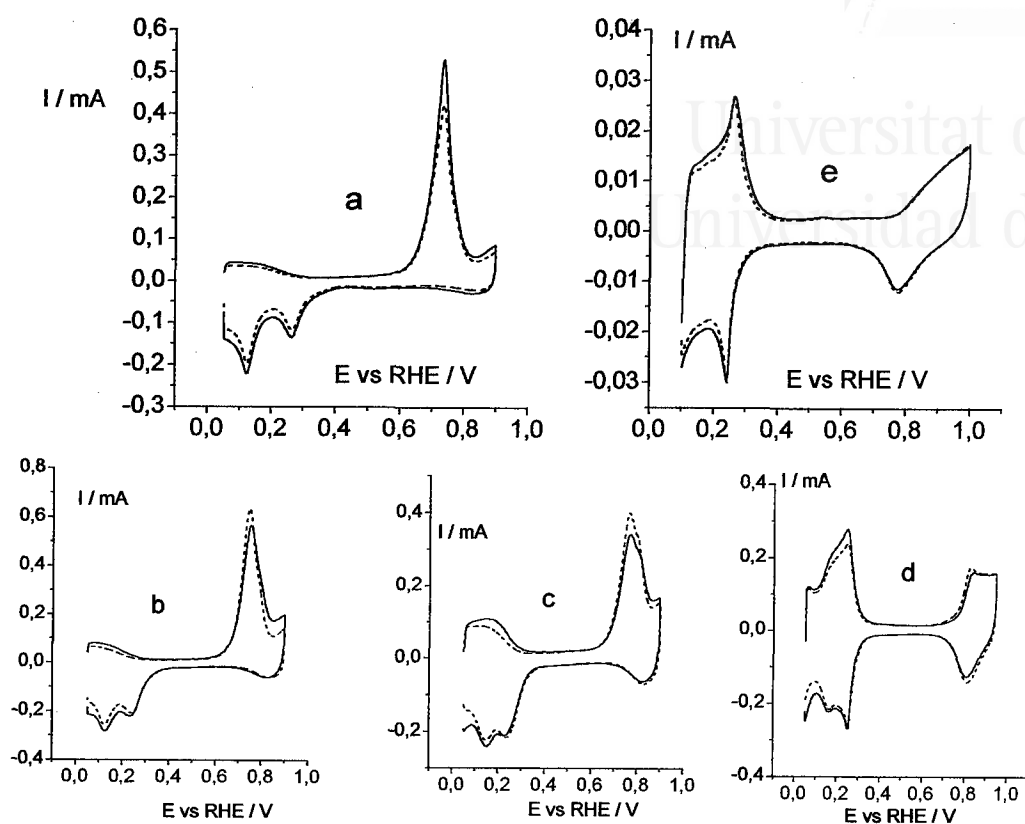 I / mA
0,6
0,5
0,4
0,3
0,2
0,1
0,0
-0,1
-0,2
-0,3
a
E vs RHE / V
0,0 0,2 0,4 0,6 0,8 1,0
I / mA
0,04
0,03
0,02
0,01
0,00
-0,01
-0,02
-0,03
e
E vs RHE / V
0,2 0,4 0,6 0,8 1,0
Universitat d
Universidad d
I / mA
0,8
0,6
0,4
0,2
0,0
-0,2
-0,4
b
0,0 0,2 0,4 0,6 0,8 1,0
E vs RHE / V
I / mA
0,4
0,2
0,0
-0,2
c
0,0 0,2 0,4 0,6 0,8 1,0
E vs RHE / V
I / mA
0,4
0,2
0,0
-0,2
-0,4
d
0,0 0,2 0,4 0,6 0,8 1,0
E vs RHE / V